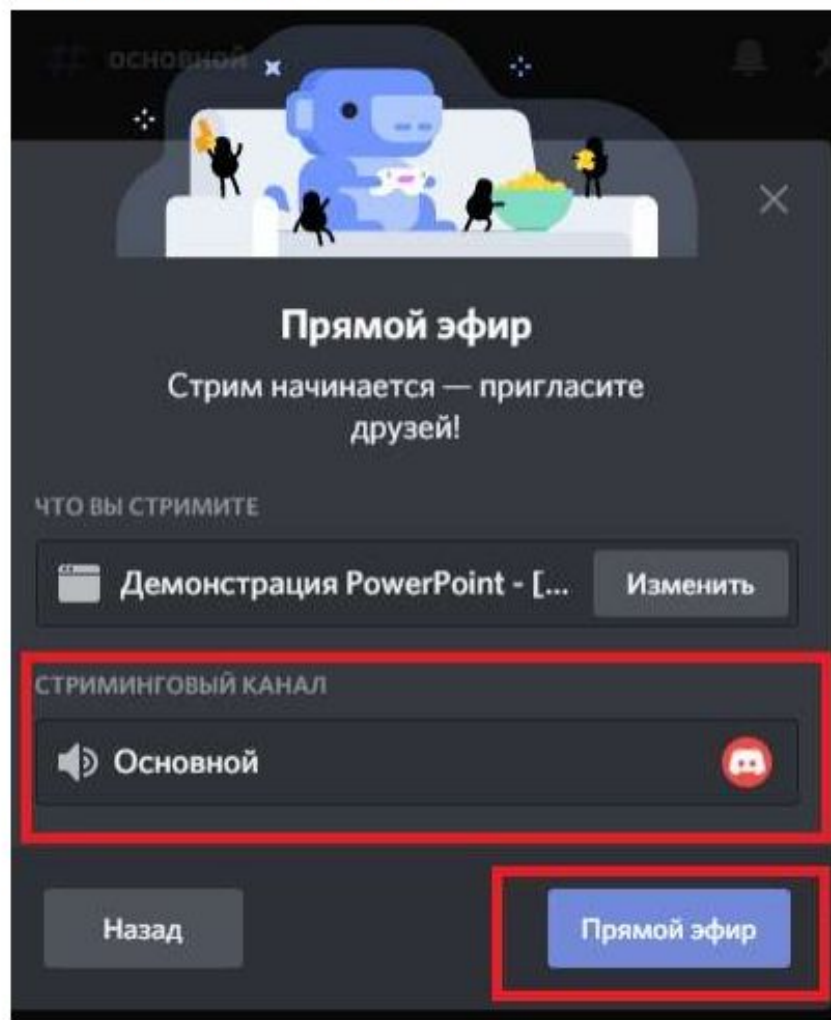 # основной
Прямой эфир
Стрим начинается — пригласите
друзей!
ЧТО ВЫ СТРИМИТЕ
Демонстрация PowerPoint - [...
Изменить
СТРИМИНГОВЫЙ КАНАЛ
Основной
Назад
Прямой эфир